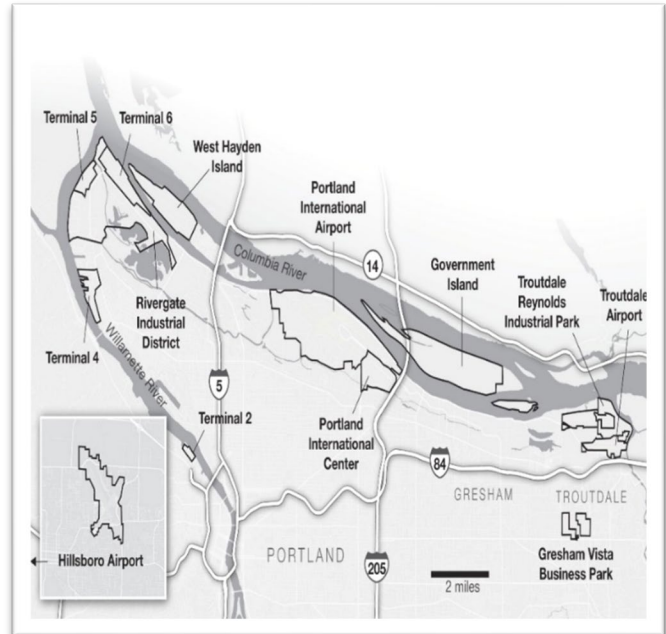 Terminal 5
Terminal 6
West Hayden
Island
Portland
International
Airport
Columbia River
14
Government
Island
Troutdale
Reynolds
Industrial Park
Troutdale
Airport
Rivergate
Industrial
District
Terminal 4
Willamette River
5
Terminal 2
Portland
International
Center
84
GRESHAM
TROUTDALE
Hillsboro Airport
PORTLAND
205
2 miles
Gresham Vista
Business Park